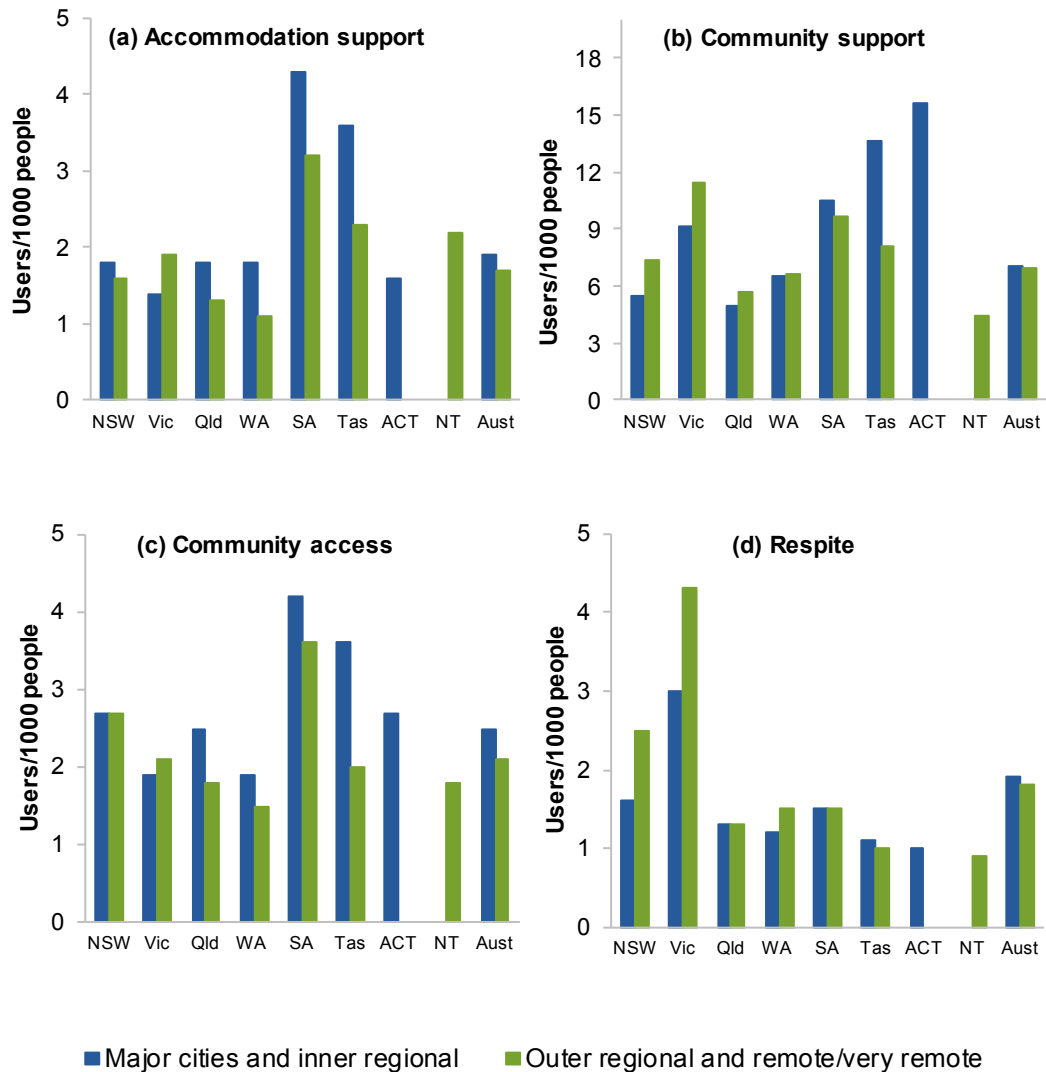 (a) Accommodation support
Users/1000 people
5
4
3
2
1
0
NSW Vic Qld WA SA Tas ACT NT Aust
(b) Community support
Users/1000 people
18
15
12
9
6
3
0
NSW Vic Qld WA SA Tas ACT NT Aust
(c) Community access
Users/1000 people
5
4
3
2
1
0
NSW Vic Qld WA SA Tas ACT NT Aust
(d) Respite
Users/1000 people
5
4
3
2
1
0
NSW Vic Qld WA SA Tas ACT NT Aust
Major cities and inner regional
Outer regional and remote/very remote